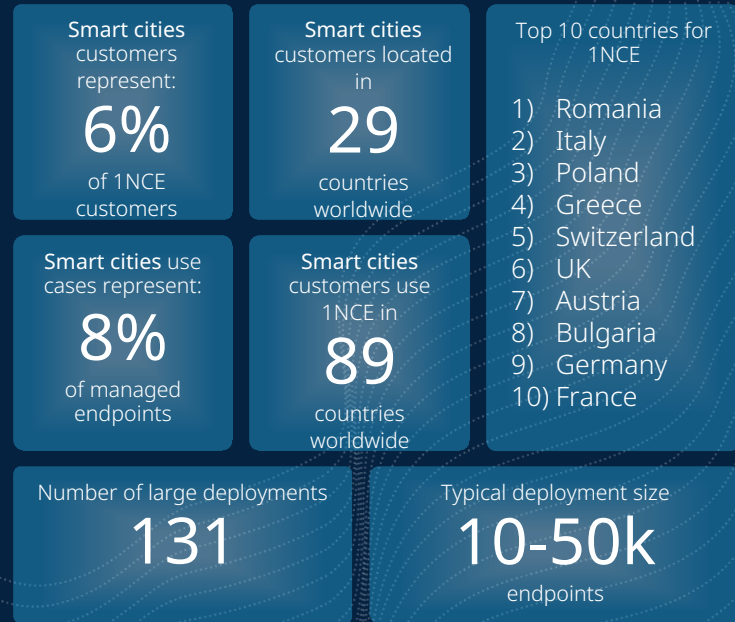 Smart cities
customers
represent:
6%
of 1NCE
customers
Smart cities
customers located
in
29
countries
worldwide
Top 10 countries for
1NCE
1) Romania
2) Italy
3) Poland
4) Greece
5) Switzerland
6) UK
7) Austria
8) Bulgaria
9) Germany
10) France
Smart cities use
cases represent:
8%
of managed
endpoints
Smart cities
customers use
1NCE in
89
countries
worldwide
Number of large deployments
131
Typical deployment size
10-50k
endpoints